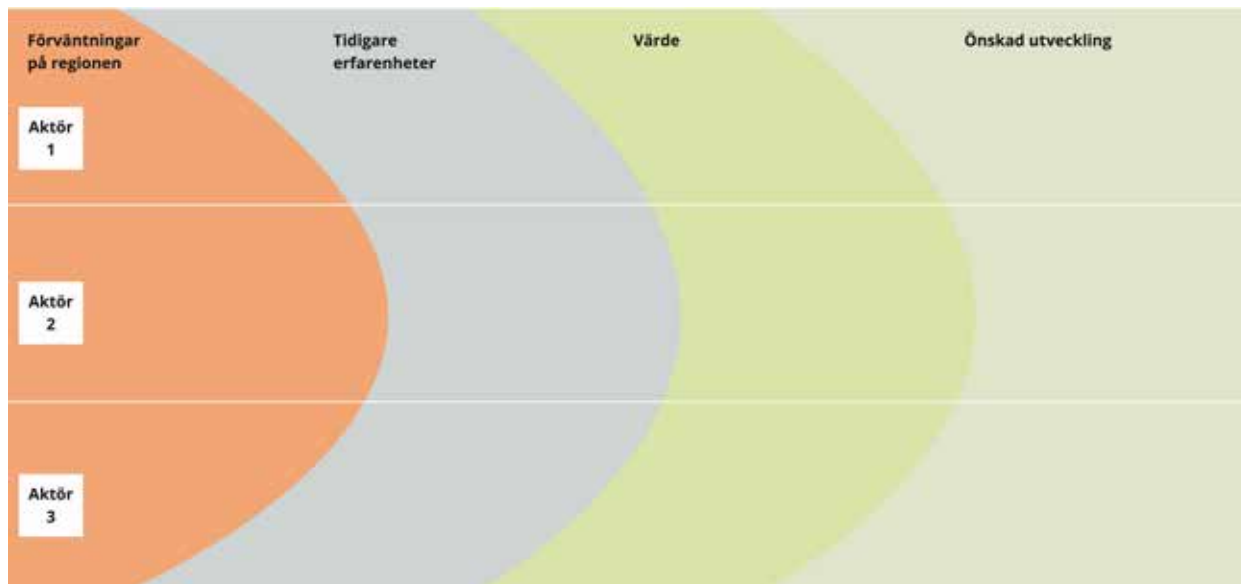 Förväntningar
på regionen
Tidigare
erfarenheter
Värde
Önskad utveckling
Aktör
1
Aktör
2
Aktör
3